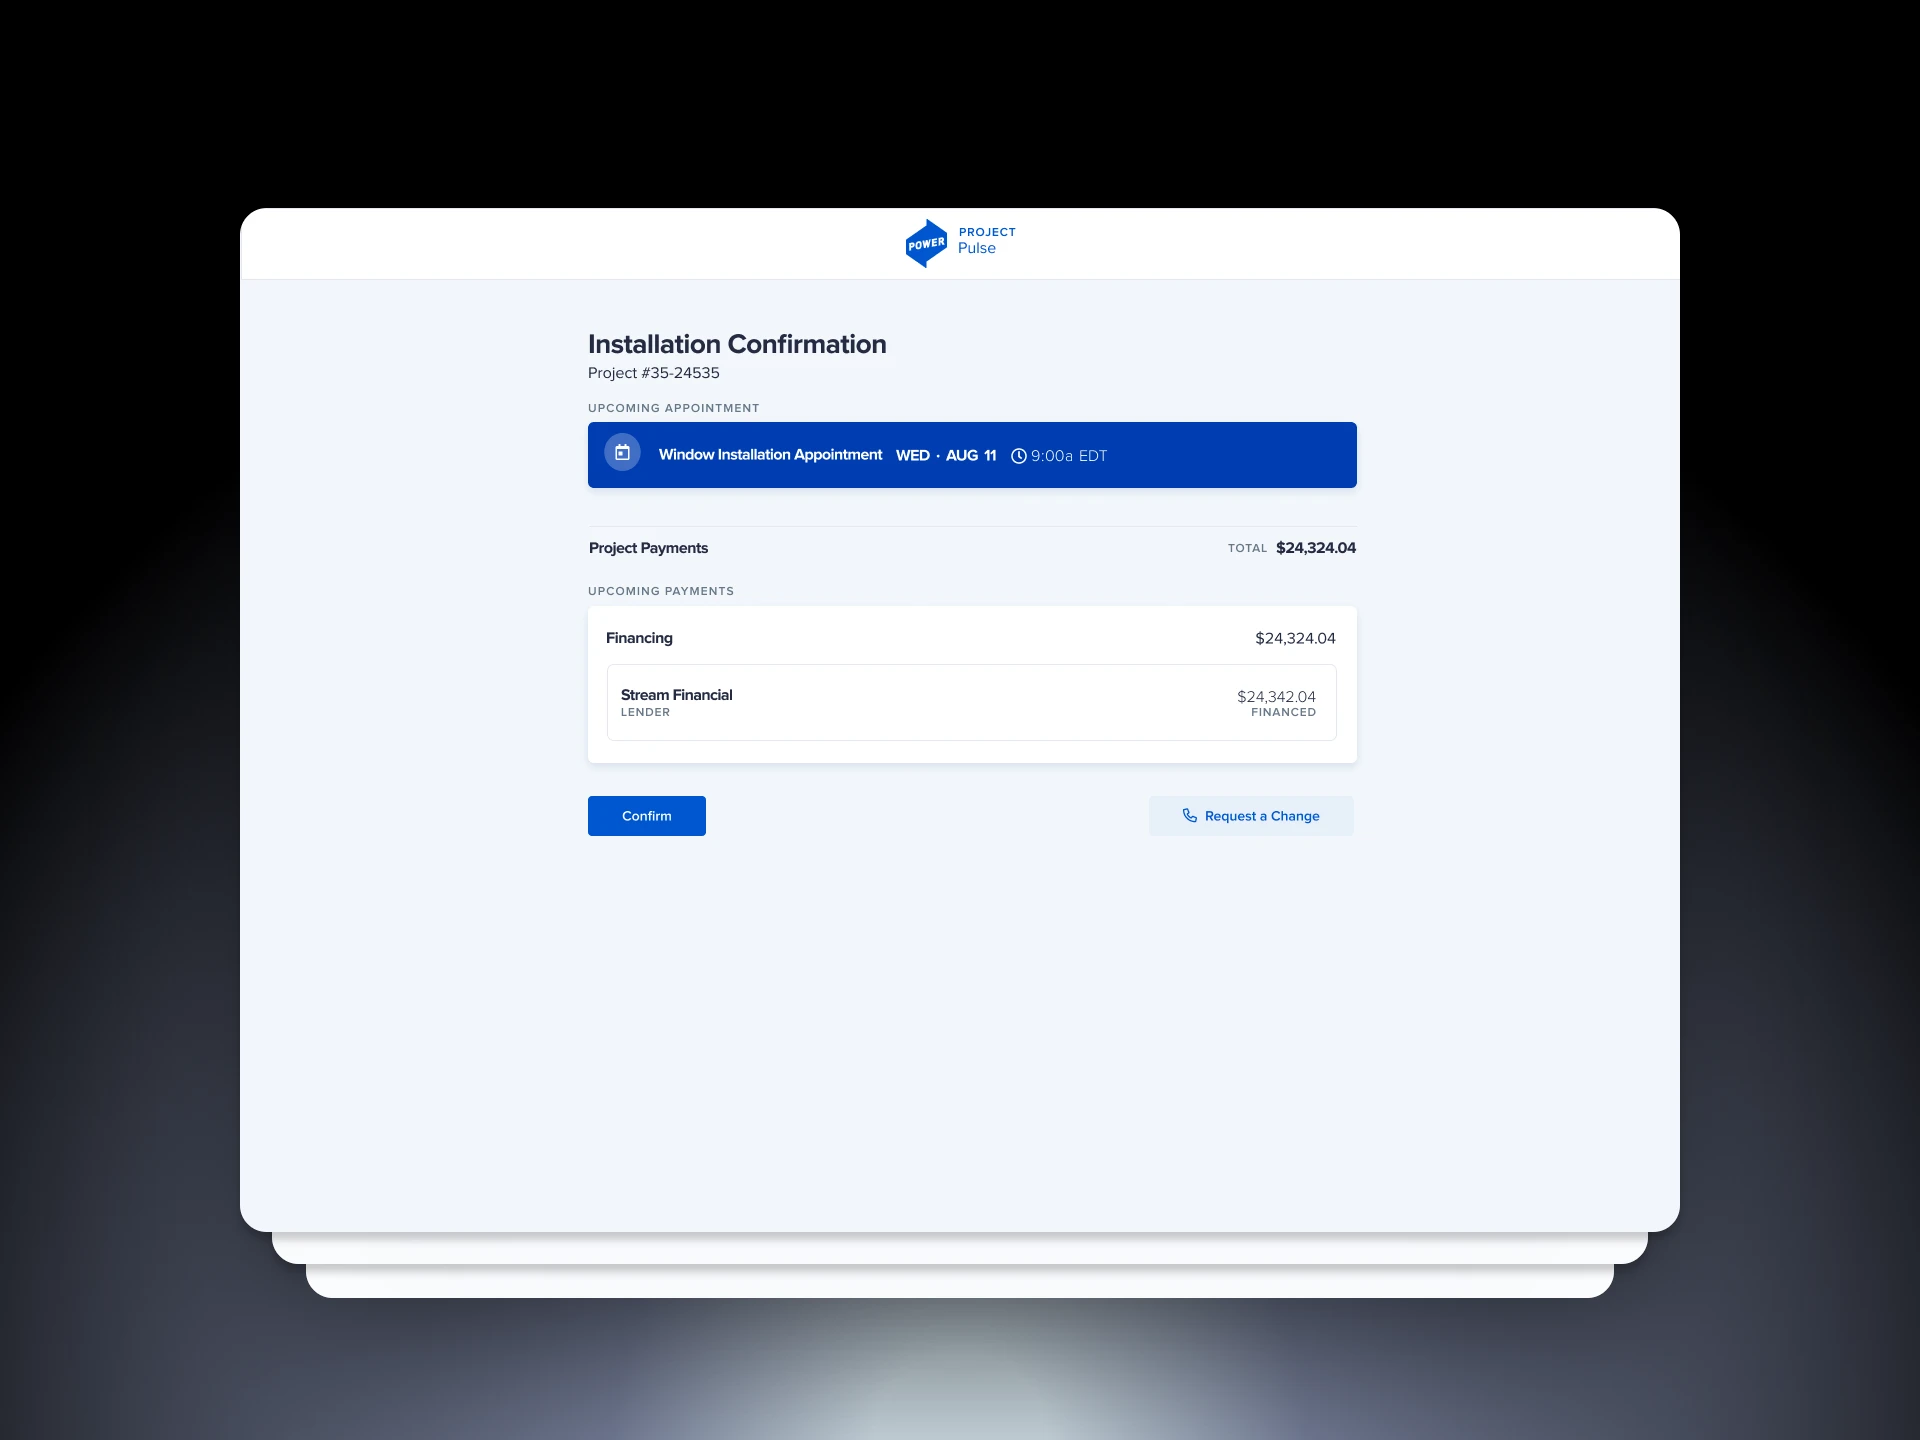 POWER
PROJECT
Pulse
Installation Confirmation
Project #35-24535
UPCOMING APPOINTMENT
Window Installation Appointment WED · AUG 11 9:00a EDT
Project Payments TOTAL $24,324.04
UPCOMING PAYMENTS
Financing $24,324.04
Stream Financial $24,342.04
LENDER FINANCED
Confirm Request a Change